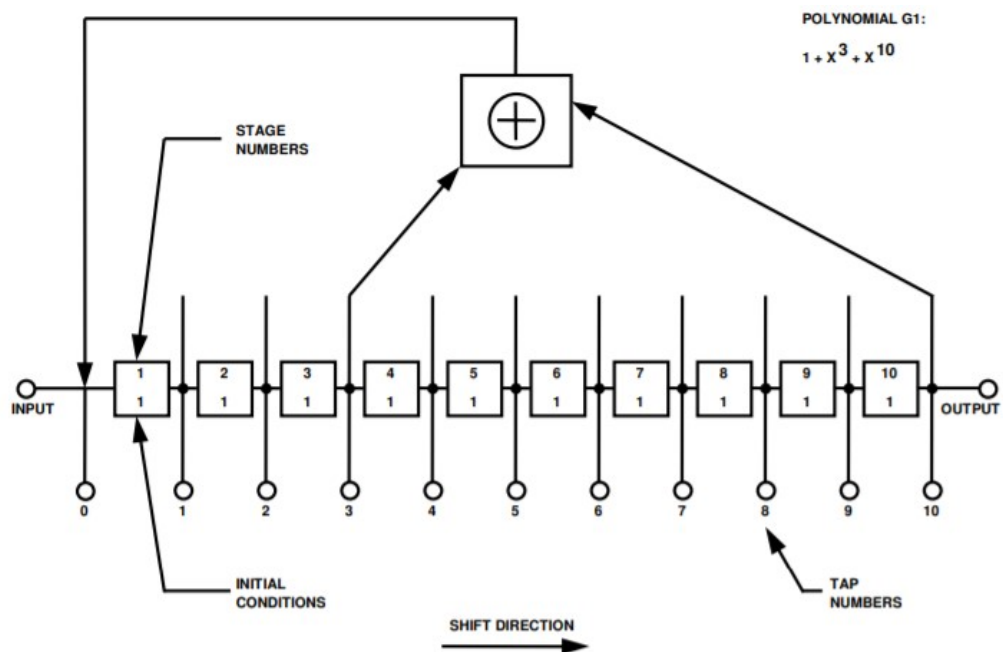 POLYNOMIAL G1:
1 + X^3 + X^10
STAGE
NUMBERS
1 2 3 4 5 6 7 8 9 10
1 1 1 1 1 1 1 1 1 1
INPUT
OUTPUT
0 1 2 3 4 5 6 7 8 9 10
INITIAL
CONDITIONS
TAP
NUMBERS
SHIFT DIRECTION